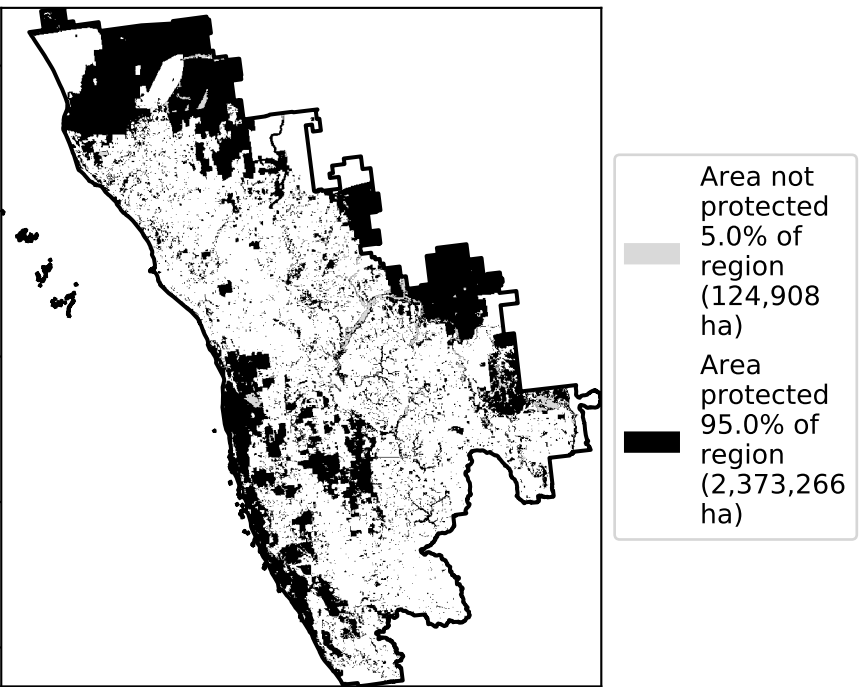 Area not
protected
5.0% of
region
(124,908
ha)
Area
protected
95.0% of
region
(2,373,266
ha)